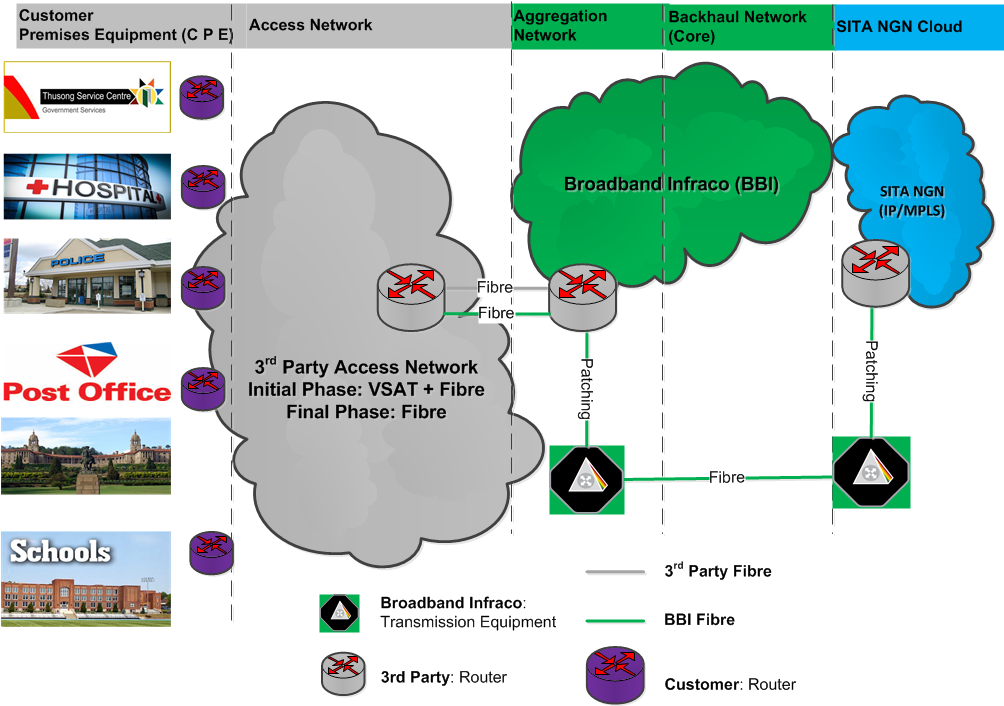 Customer
Premises Equipment (C P E)
Access Network
Aggregation
Network
Backhaul Network
(Core)
SITA NGN Cloud
Thusong Service Centre
Government Services
HOSPITAL
POLICE
Post Office
Schools
Broadband Infraco (BBI)
SITA NGN
(IP/MPLS)
Fibre
Fibre
3rd Party Access Network
Initial Phase: VSAT + Fibre
Final Phase: Fibre
Patching
Patching
Fibre
3rd Party Fibre
Broadband Infraco:
Transmission Equipment
BBI Fibre
3rd Party: Router
Customer: Router